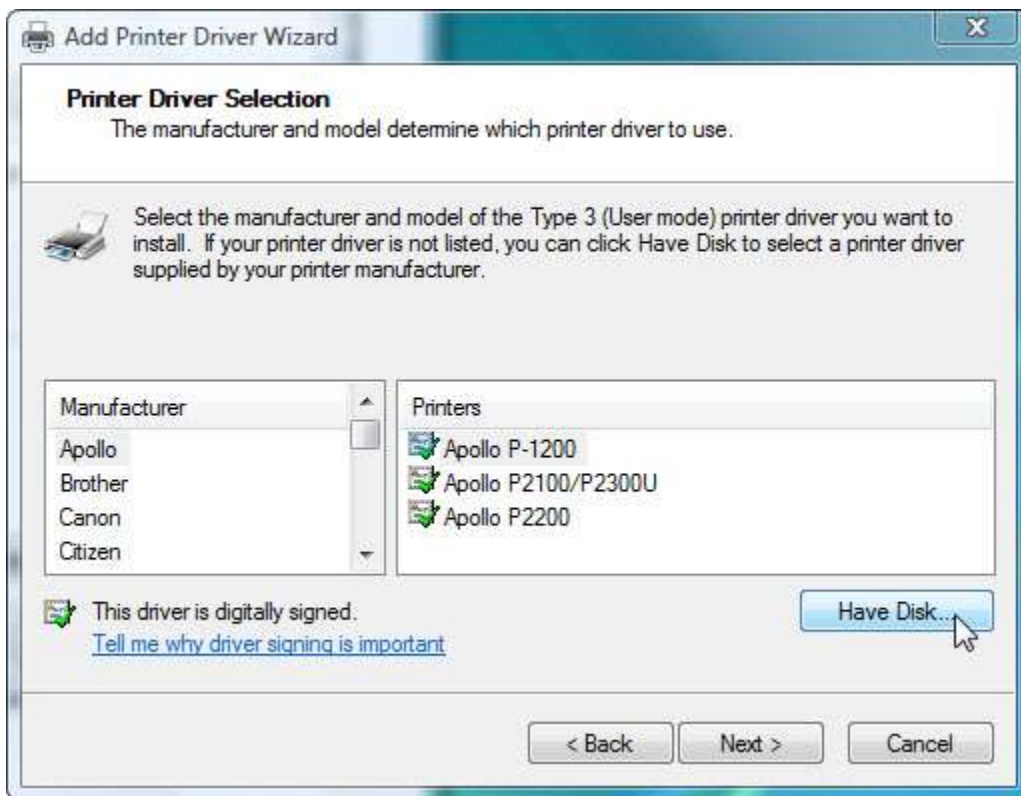 Add Printer Driver Wizard
Printer Driver Selection
The manufacturer and model determine which printer driver to use.
Select the manufacturer and model of the Type 3 (User mode) printer driver you want to
install. If your printer driver is not listed, you can click Have Disk to select a printer driver
supplied by your printer manufacturer.
Manufacturer
Apollo
Brother
Canon
Citizen
Printers
Apollo P-1200
Apollo P2100/P2300U
Apollo P2200
This driver is digitally signed.
Tell me why driver signing is important
Have Disk...
< Back
Next >
Cancel